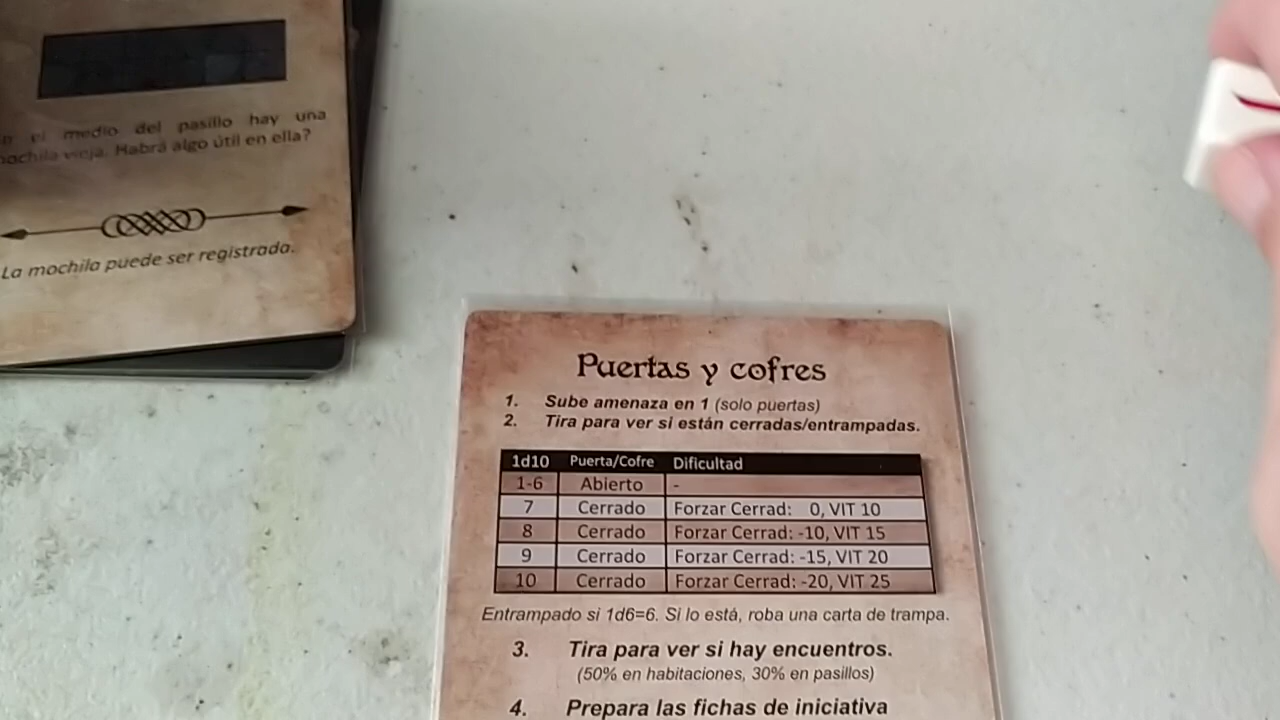 el medio del pasillo hay una
mochila vieja. Habrá algo útil en ella?
La mochila puede ser registrada.
Puertas y cofres
1. Sube amenaza en 1 (solo puertas)
2. Tira para ver si están cerradas/entrampadas.
1d10 Puerta/Cofre Dificultad
1-6 Abierto -
7 Cerrado Forzar Cerrad: 0, VIT 10
8 Cerrado Forzar Cerrad: -10, VIT 15
9 Cerrado Forzar Cerrad: -15, VIT 20
10 Cerrado Forzar Cerrad: -20, VIT 25
Entrampado si 1d6=6. Si lo está, roba una carta de trampa.
3. Tira para ver si hay encuentros.
(50% en habitaciones, 30% en pasillos)
4. Prepara las fichas de iniciativa